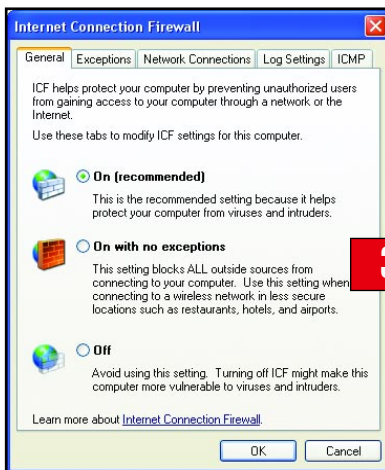 Internet Connection Firewall
General Exceptions Network Connections Log Settings ICMP
ICF helps protect your computer by preventing unauthorized users
from gaining access to your computer through a network or the
Internet.
Use these tabs to modify ICF settings for this computer.
On (recommended)
This is the recommended setting because it helps
protect your computer from viruses and intruders.
On with no exceptions
This setting blocks ALL outside sources from
connecting to your computer. Use this setting when
connecting to a wireless network in less secure
locations such as restaurants, hotels, and airports.
Off
Avoid using this setting. Turning off ICF might make this
computer more vulnerable to viruses and intruders.
Learn more about Internet Connection Firewall.
OK Cancel